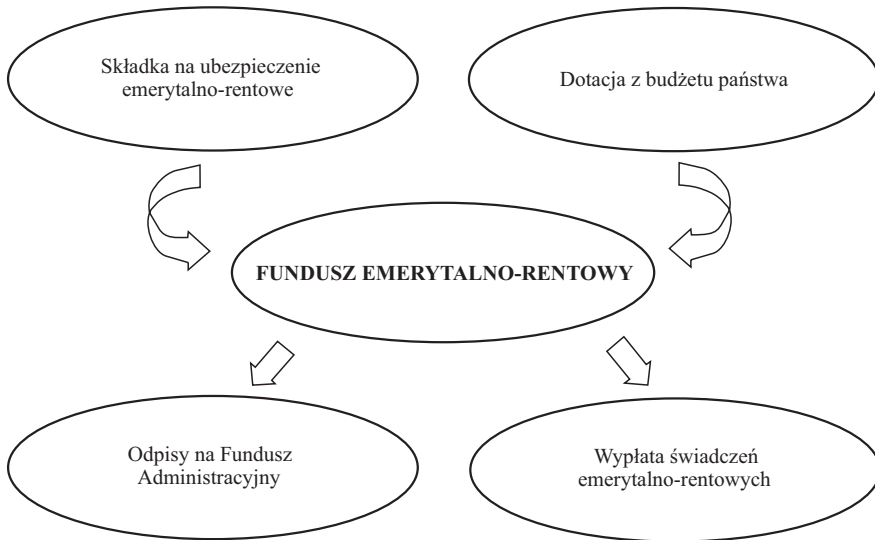 Składka na ubezpieczenie
emerytalno-rentowe
Dotacja z budżetu państwa
FUNDUSZ EMERYTALNO-RENTOWY
Odpisy na Fundusz
Administracyjny
Wypłata świadczeń
emerytalno-rentowych